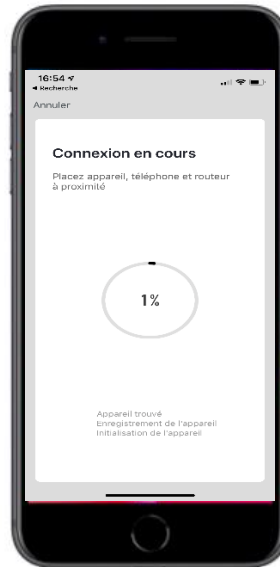 16:54
◀ Recherche
Annuler
Connexion en cours
Placez appareil, téléphone et routeur
à proximité
1%
Appareil trouvé
Enregistrement de l'appareil
Initialisation de l'appareil